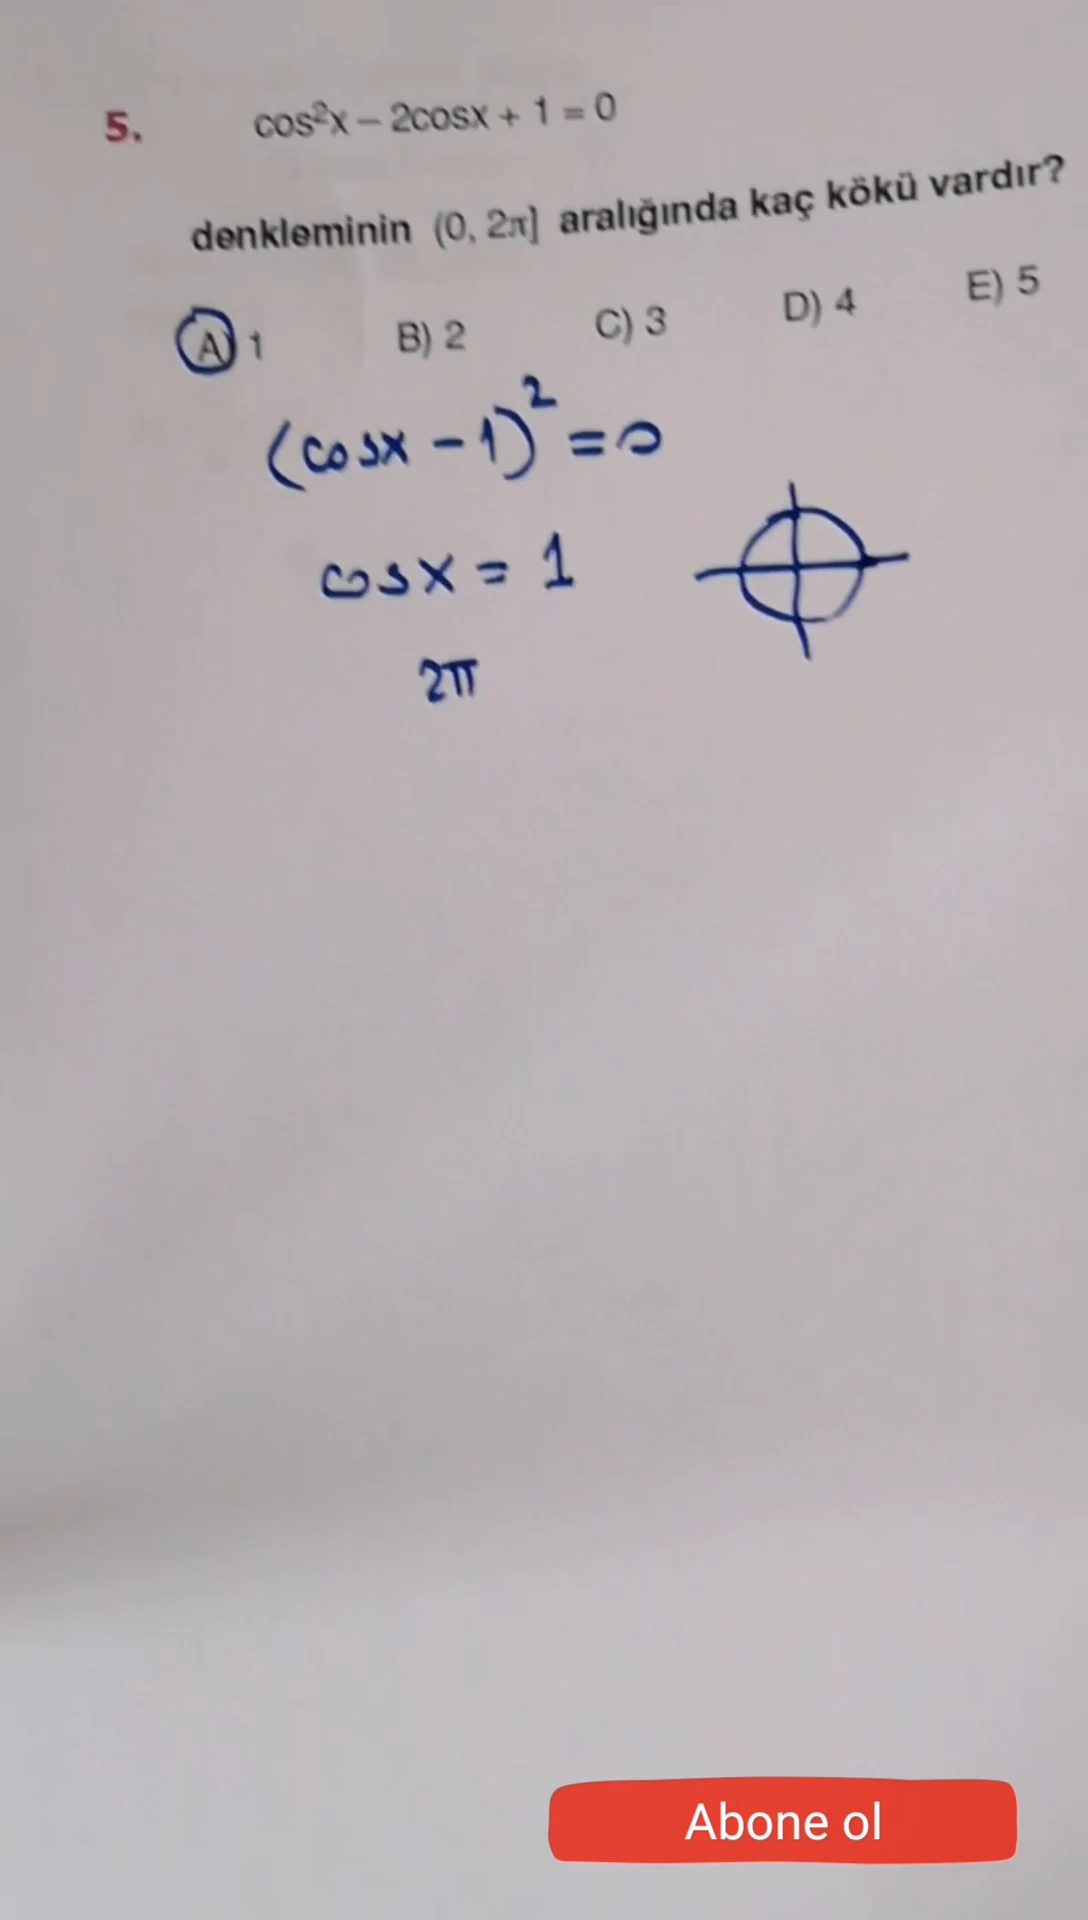 5. cos²x – 2cosx + 1 = 0
denkleminin (0, 2π] aralığında kaç kökü vardır?
A) 1 B) 2 C) 3 D) 4 E) 5
(cosx – 1)² = 0
cosx = 1
2π
Abone ol